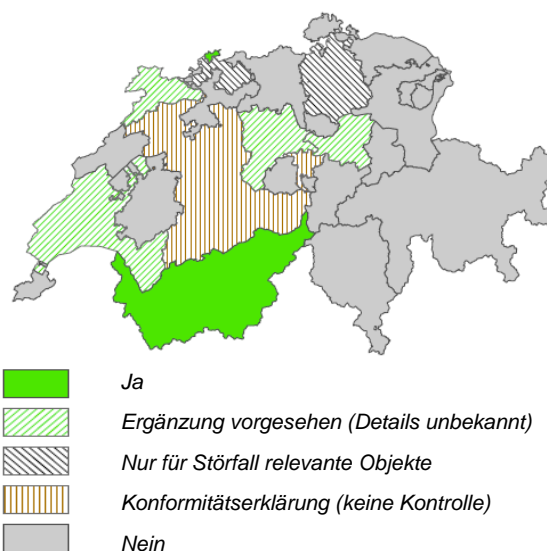 Ja
Ergänzung vorgesehen (Details unbekannt)
Nur für Störfall relevante Objekte
Konformitätserklärung (keine Kontrolle)
Nein